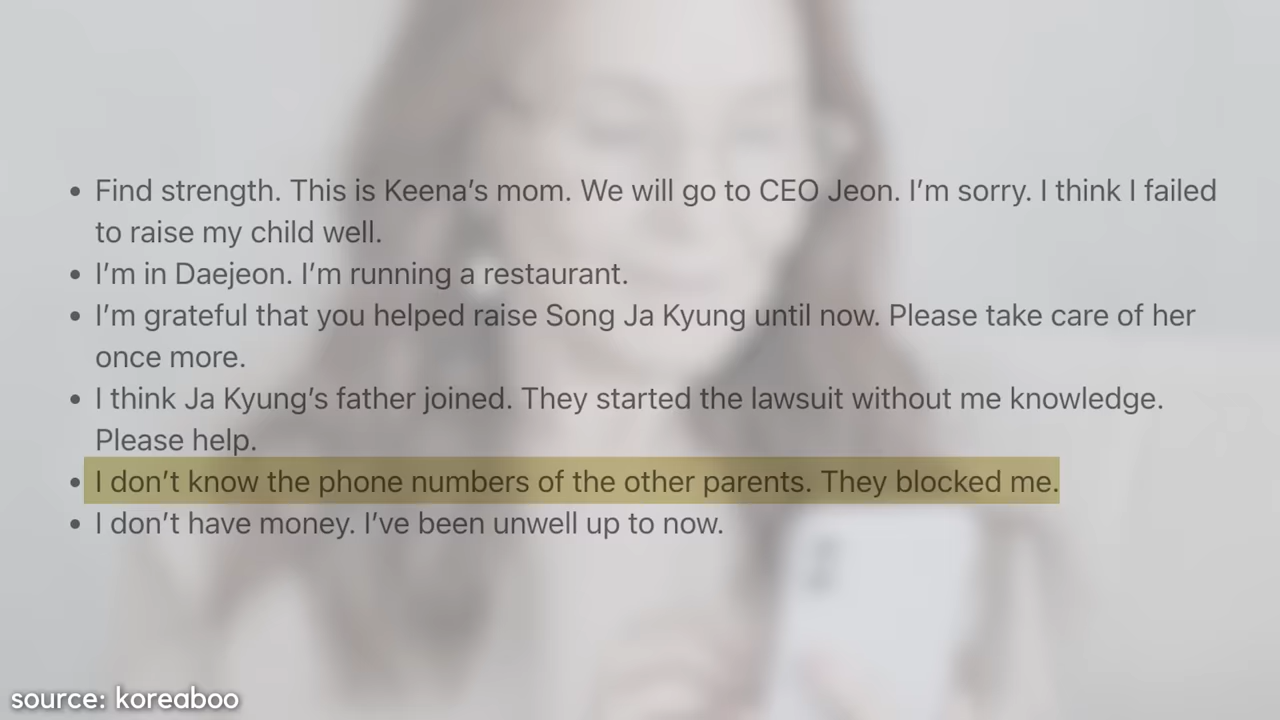 • Find strength. This is Keena’s mom. We will go to CEO Jeon. I’m sorry. I think I failed
to raise my child well.
• I’m in Daejeon. I’m running a restaurant.
• I’m grateful that you helped raise Song Ja Kyung until now. Please take care of her
once more.
• I think Ja Kyung’s father joined. They started the lawsuit without me knowledge.
Please help.
• I don’t know the phone numbers of the other parents. They blocked me.
• I don’t have money. I’ve been unwell up to now.
source: koreaboo